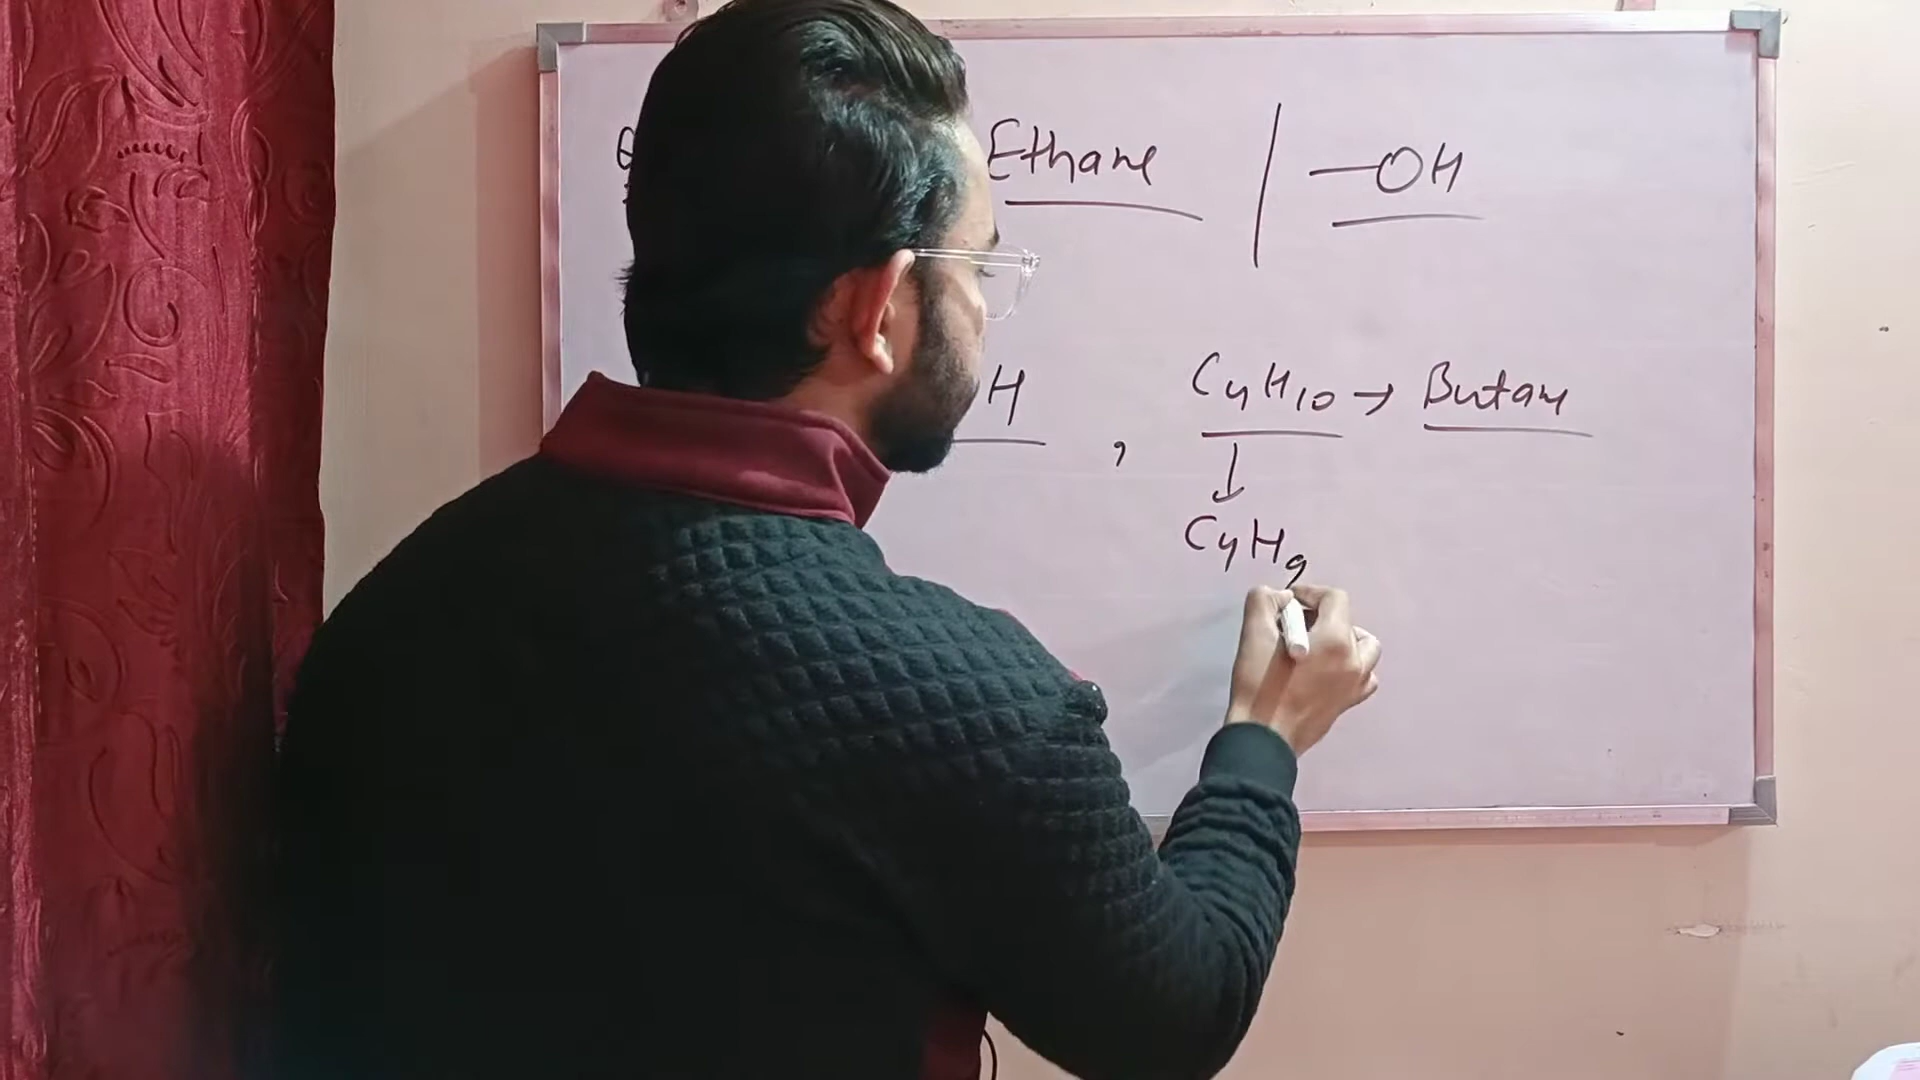 Ethane | —OH
H , C4H10 → Butane
↓
C4H9